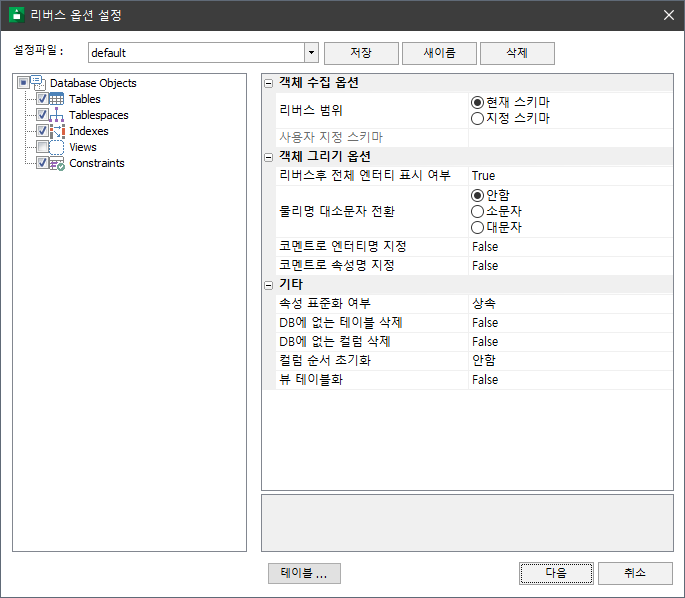 리버스 옵션 설정
설정파일 :
default
저장
새이름
삭제
Database Objects
Tables
Tablespaces
Indexes
Views
Constraints
객체 수집 옵션
리버스 범위
현재 스키마
지정 스키마
사용자 지정 스키마
객체 그리기 옵션
리버스후 전체 엔터티 표시 여부 True
물리명 대소문자 전환
안함
소문자
대문자
코멘트로 엔터티명 지정 False
코멘트로 속성명 지정 False
기타
속성 표준화 여부 상속
DB에 없는 테이블 삭제 False
DB에 없는 컬럼 삭제 False
컬럼 순서 초기화 안함
뷰 테이블화 False
테이블 ...
다음
취소